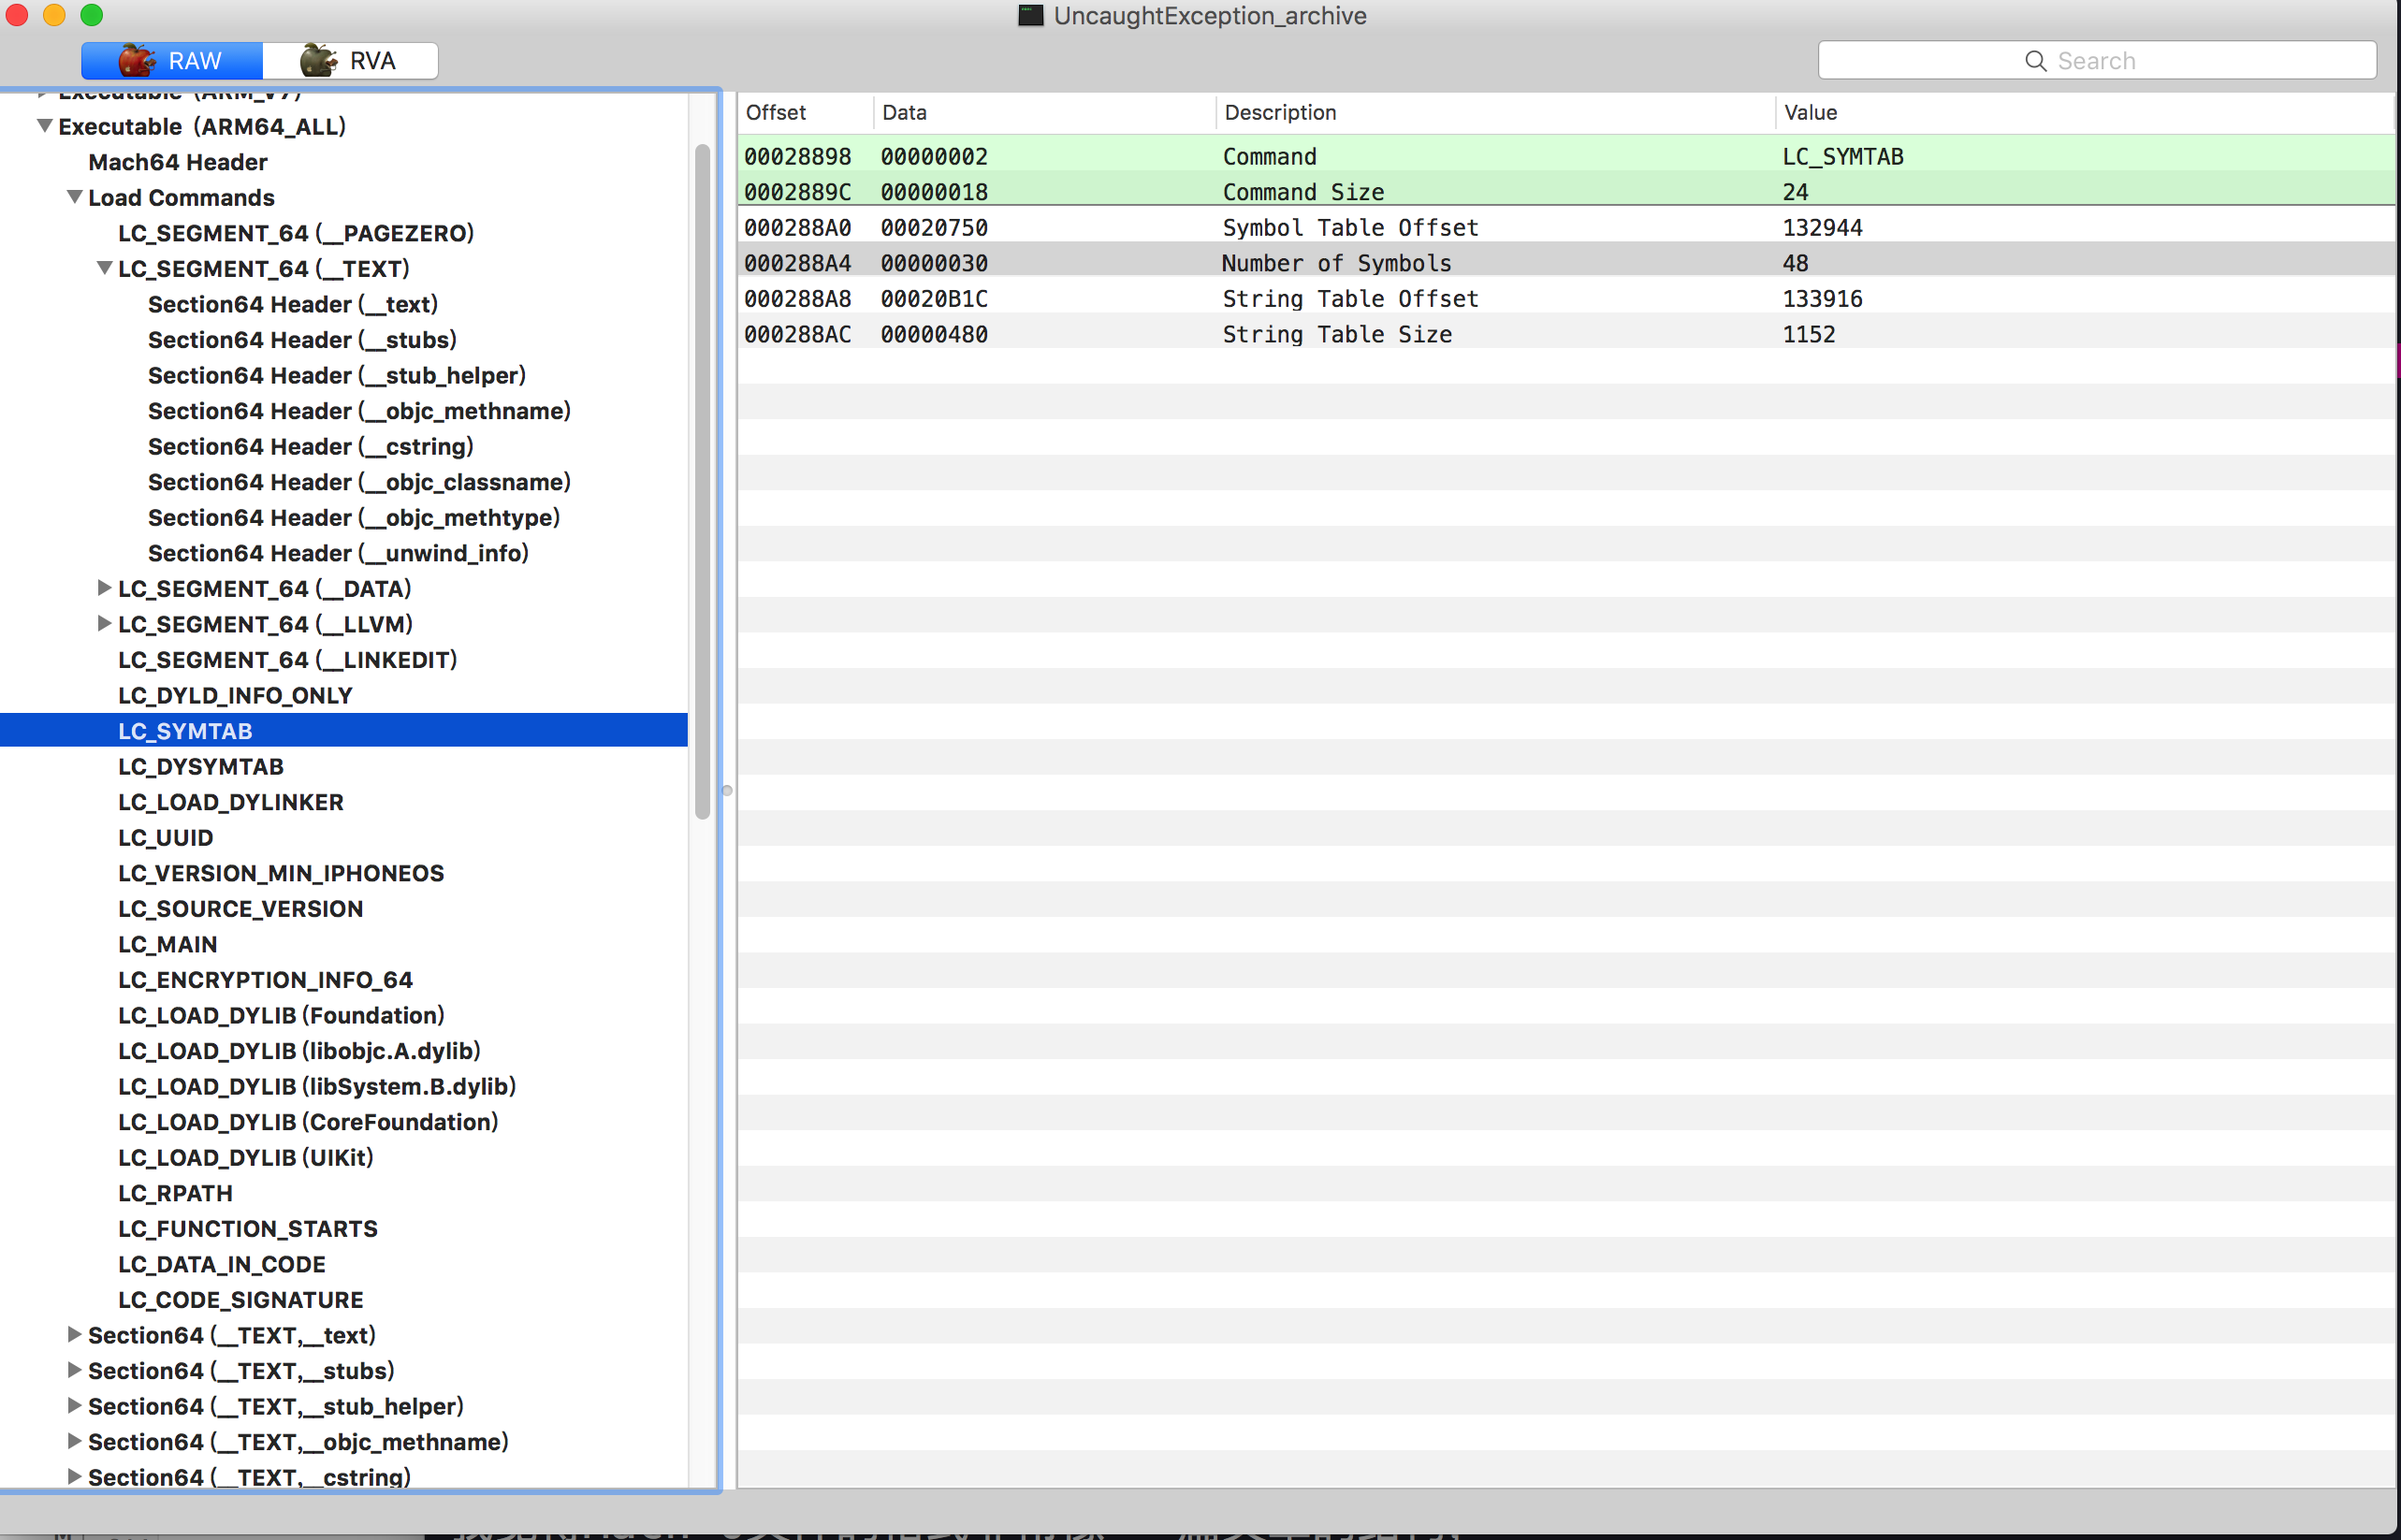 UncaughtException_archive
RAW
RVA
Search
Executable (ARM_V7)
Executable (ARM64_ALL)
Mach64 Header
Load Commands
LC_SEGMENT_64 (__PAGEZERO)
LC_SEGMENT_64 (__TEXT)
Section64 Header (__text)
Section64 Header (__stubs)
Section64 Header (__stub_helper)
Section64 Header (__objc_methname)
Section64 Header (__cstring)
Section64 Header (__objc_classname)
Section64 Header (__objc_methtype)
Section64 Header (__unwind_info)
LC_SEGMENT_64 (__DATA)
LC_SEGMENT_64 (__LLVM)
LC_SEGMENT_64 (__LINKEDIT)
LC_DYLD_INFO_ONLY
LC_SYMTAB
LC_DYSYMTAB
LC_LOAD_DYLINKER
LC_UUID
LC_VERSION_MIN_IPHONEOS
LC_SOURCE_VERSION
LC_MAIN
LC_ENCRYPTION_INFO_64
LC_LOAD_DYLIB (Foundation)
LC_LOAD_DYLIB (libobjc.A.dylib)
LC_LOAD_DYLIB (libSystem.B.dylib)
LC_LOAD_DYLIB (CoreFoundation)
LC_LOAD_DYLIB (UIKit)
LC_RPATH
LC_FUNCTION_STARTS
LC_DATA_IN_CODE
LC_CODE_SIGNATURE
Section64 (__TEXT,__text)
Section64 (__TEXT,__stubs)
Section64 (__TEXT,__stub_helper)
Section64 (__TEXT,__objc_methname)
Section64 (__TEXT,__cstring)
Offset Data Description Value
00028898 00000002 Command LC_SYMTAB
0002889C 00000018 Command Size 24
000288A0 00020750 Symbol Table Offset 132944
000288A4 00000030 Number of Symbols 48
000288A8 00020B1C String Table Offset 133916
000288AC 00000480 String Table Size 1152